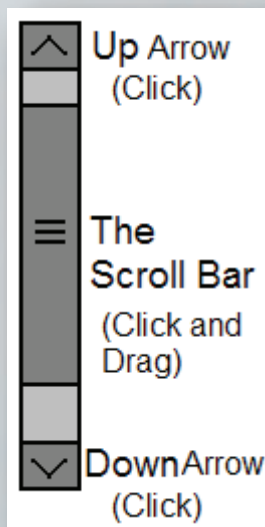 Up Arrow
(Click)
The
Scroll Bar
(Click and
Drag)
Down Arrow
(Click)